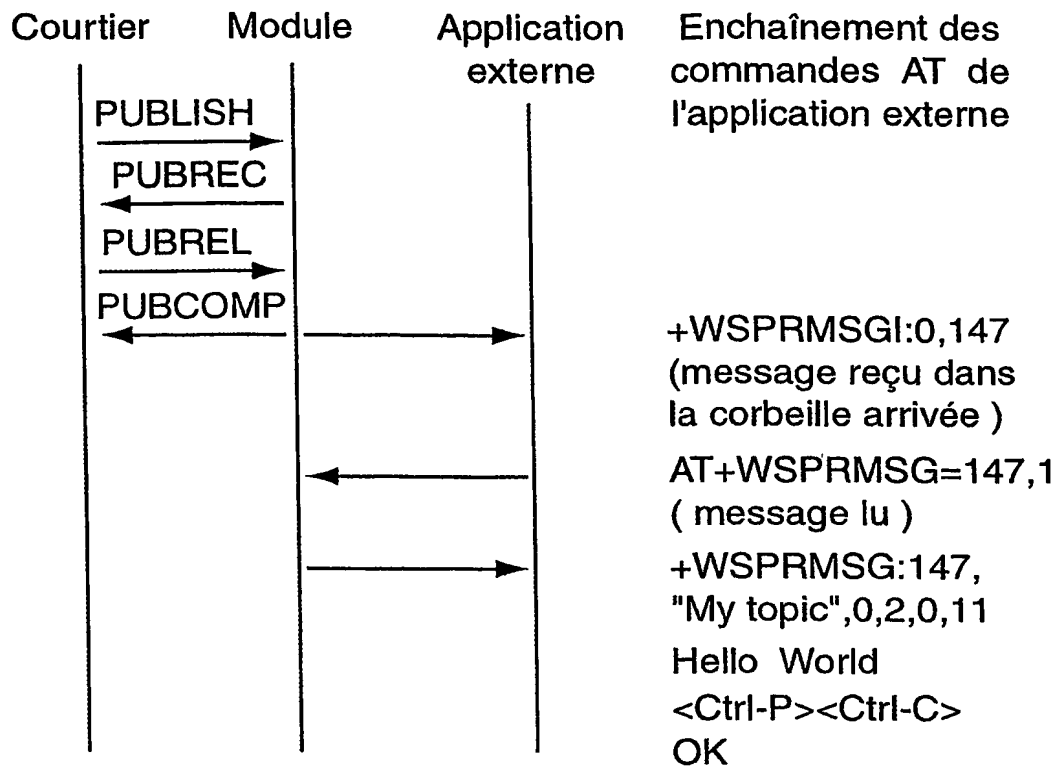 Courtier Module Application externe Enchaînement des
commandes AT de
l'application externe
PUBLISH
PUBREC
PUBREL
PUBCOMP
+WSPRMSGI:0,147
(message reçu dans
la corbeille arrivée )
AT+WSPRMSG=147,1
( message lu )
+WSPRMSG:147,
"My topic",0,2,0,11
Hello World
<Ctrl-P><Ctrl-C>
OK